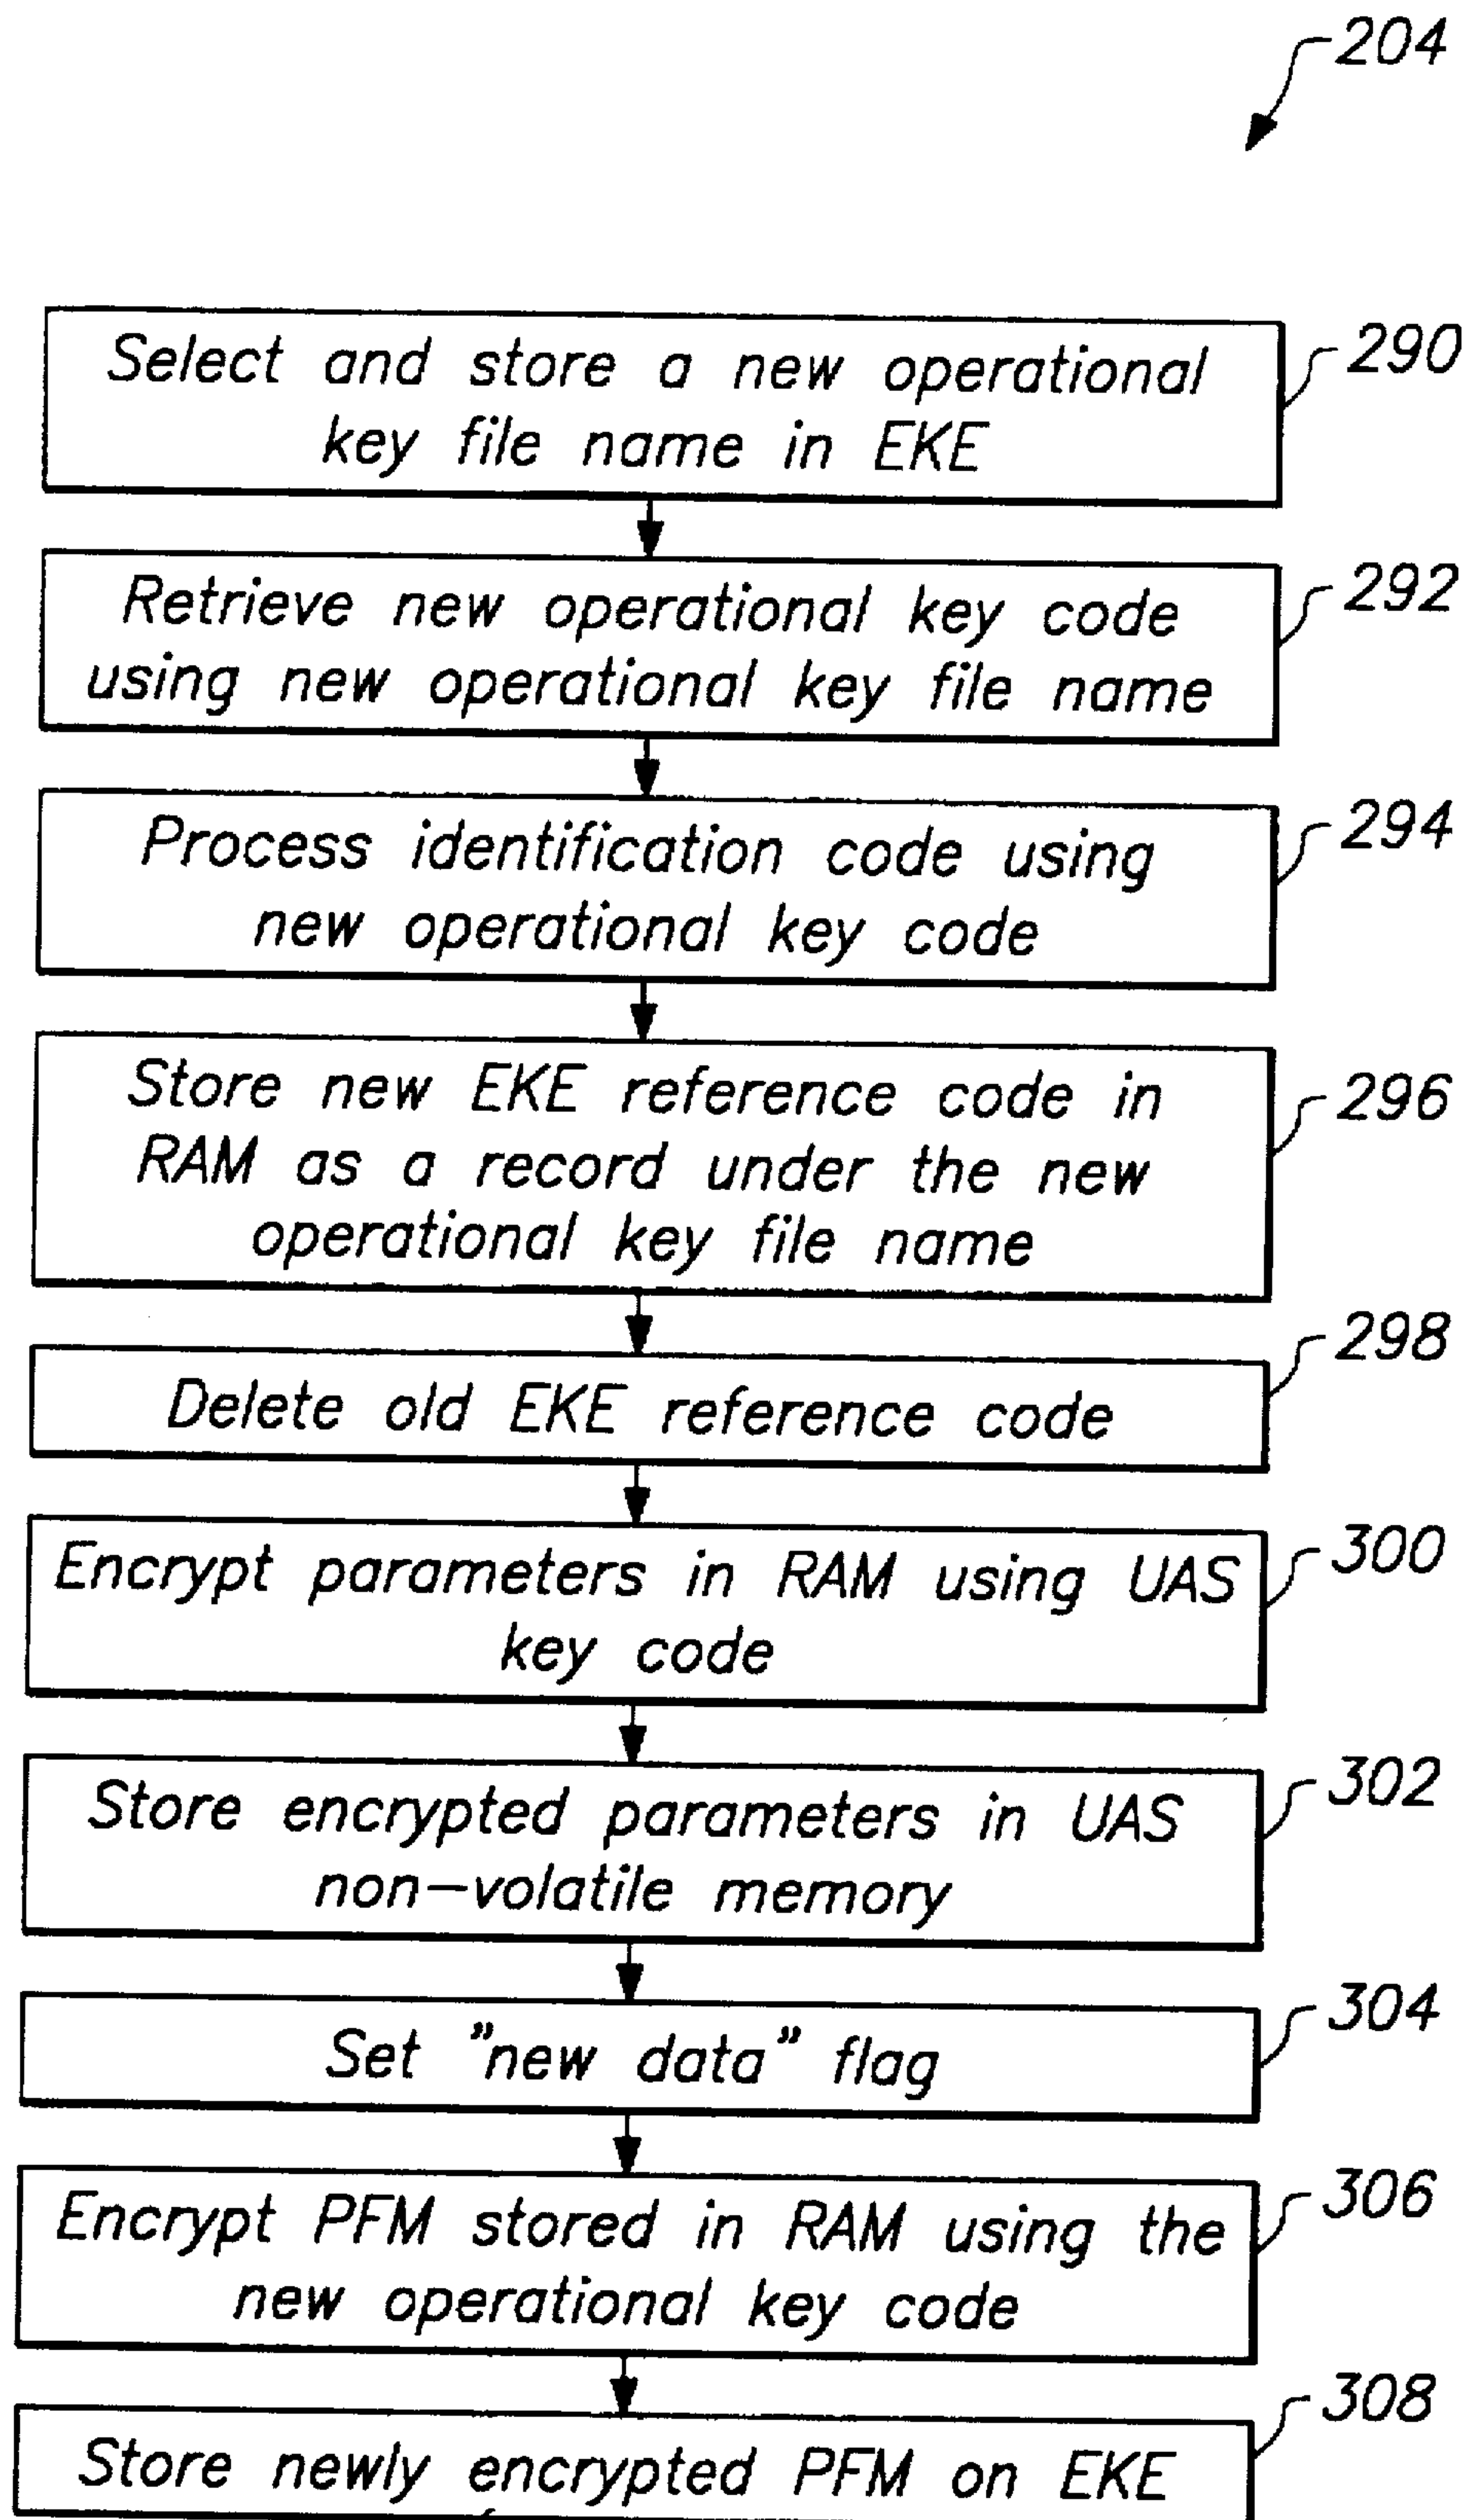 204
Select and store a new operational
key file name in EKE
290
Retrieve new operational key code
using new operational key file name
292
Process identification code using
new operational key code
294
Store new EKE reference code in
RAM as a record under the new
operational key file name
296
Delete old EKE reference code
298
Encrypt parameters in RAM using UAS
key code
300
Store encrypted parameters in UAS
non-volatile memory
302
Set "new data" flag
304
Encrypt PFM stored in RAM using the
new operational key code
306
Store newly encrypted PFM on EKE
308